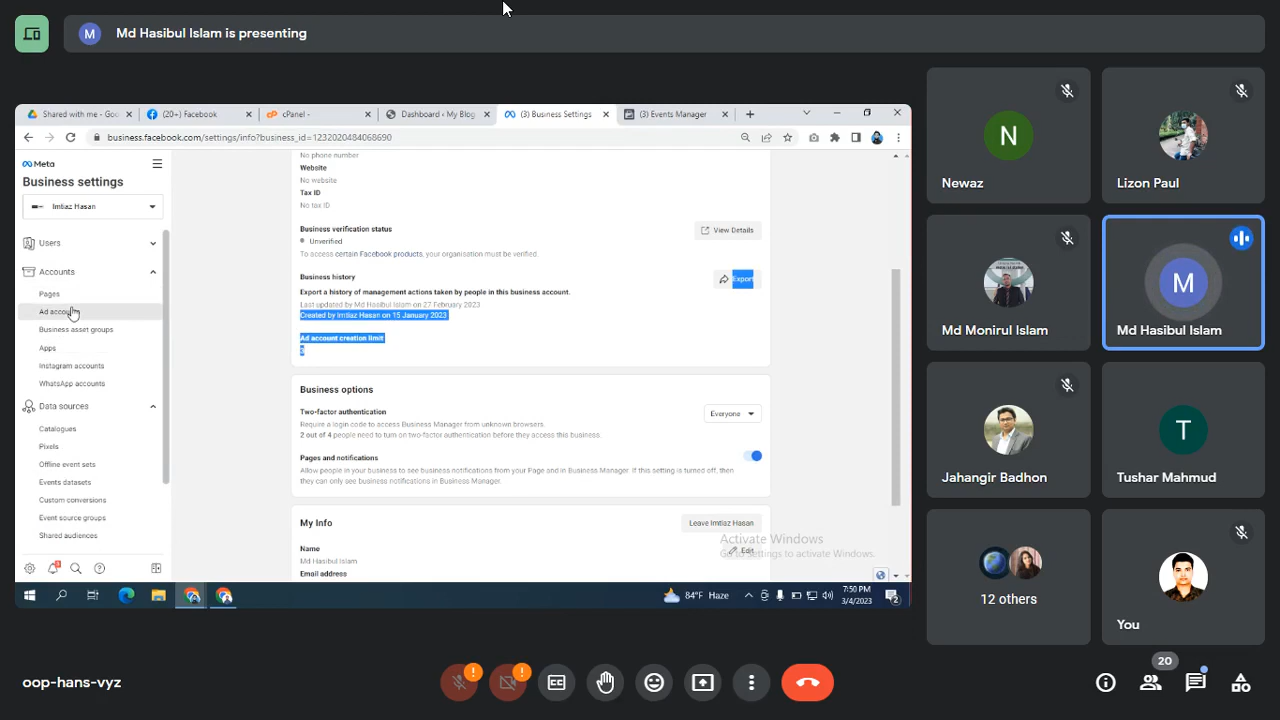 Md Hasibul Islam is presenting
Shared with me - Goo
(20+) Facebook
cPanel -
Dashboard ‹ My Blog
(3) Business Settings
(3) Events Manager
business.facebook.com/settings/info?business_id=1232020484068690
Meta
Business settings
Imtiaz Hasan
Users
Accounts
Pages
Ad accounts
Business asset groups
Apps
Instagram accounts
WhatsApp accounts
Data sources
Catalogues
Pixels
Offline event sets
Events datasets
Custom conversions
Event source groups
Shared audiences
No phone number
Website
No website
Tax ID
No tax ID
Business verification status
Unverified
To access certain Facebook products, your organisation must be verified.
View Details
Business history
Export
Export a history of management actions taken by people in this business account.
Last updated by Md Hasibul Islam on 27 February 2023
Created by Imtiaz Hasan on 15 January 2023
Ad account creation limit
3
Business options
Two-factor authentication
Require a login code to access Business Manager from unknown browsers.
2 out of 4 people need to turn on two-factor authentication before they access this business.
Everyone
Pages and notifications
Allow people in your business to see business notifications from your Page and in Business Manager. If this setting is turned off, then
they can only see business notifications in Business Manager.
My Info
Leave Imtiaz Hasan
Name
Edit
Md Hasibul Islam
Email address
Activate Windows
Go to Settings to activate Windows.
84°F Haze
7:50 PM
3/4/2023
2
N
Newaz
Lizon Paul
Md Monirul Islam
M
Md Hasibul Islam
Jahangir Badhon
T
Tushar Mahmud
12 others
You
oop-hans-vyz
20